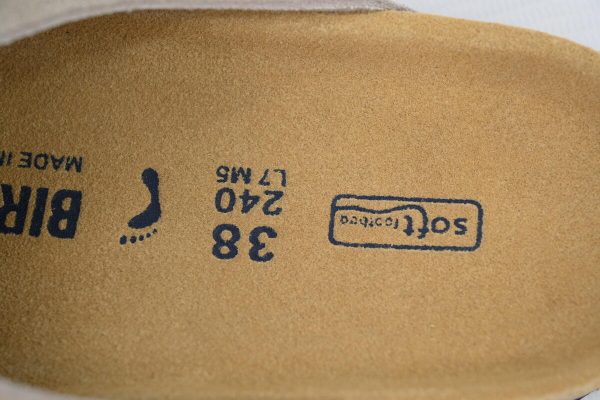 BIR
MADE IN
38
240
L7 M5
soft
footbed